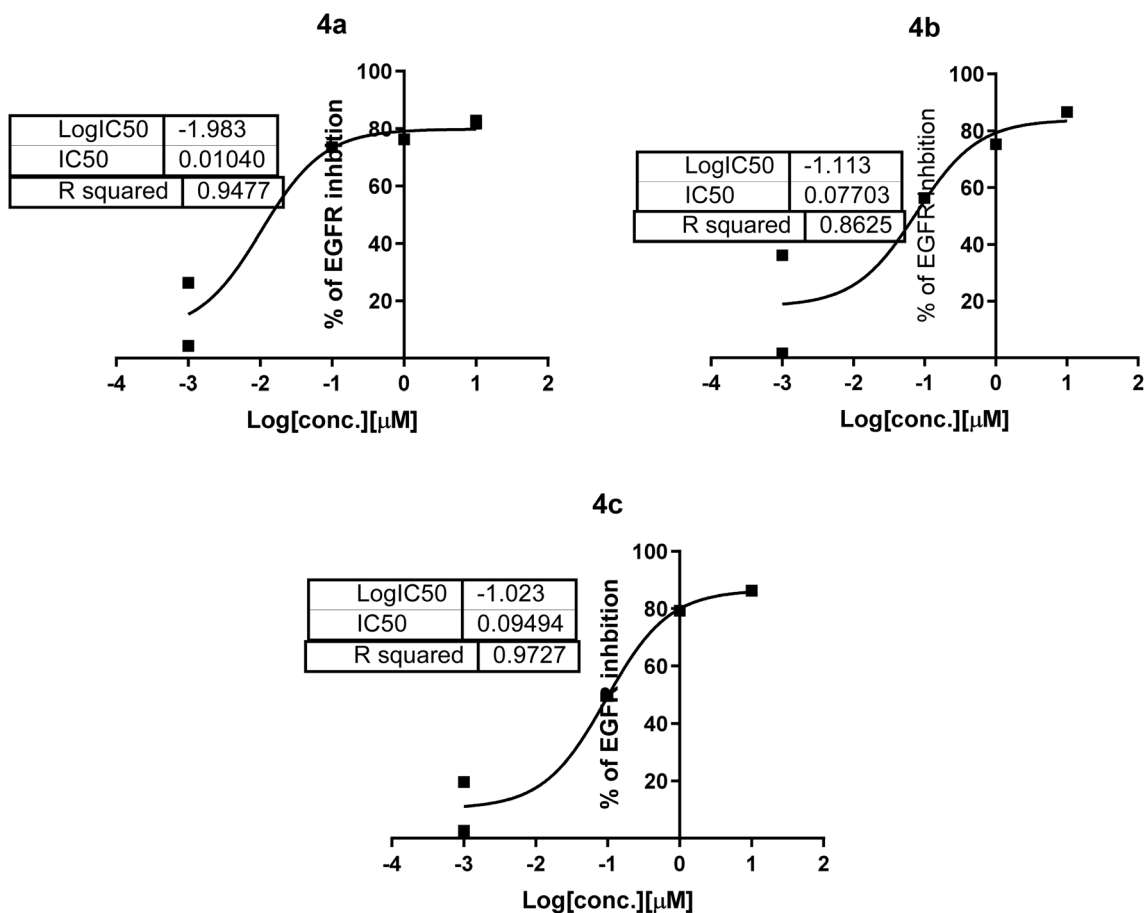 4a
% of EGFR inhbition
100
80
60
40
20
LogIC50 -1.983
IC50 0.01040
R squared 0.9477
-4 -3 -2 -1 0 1 2
Log[conc.][μM]
4b
% of EGFR inhbition
100
80
60
40
20
LogIC50 -1.113
IC50 0.07703
R squared 0.8625
-4 -3 -2 -1 0 1 2
Log[conc.][μM]
4c
% of EGFR inhbition
100
80
60
40
20
LogIC50 -1.023
IC50 0.09494
R squared 0.9727
-4 -3 -2 -1 0 1 2
Log[conc.][μM]